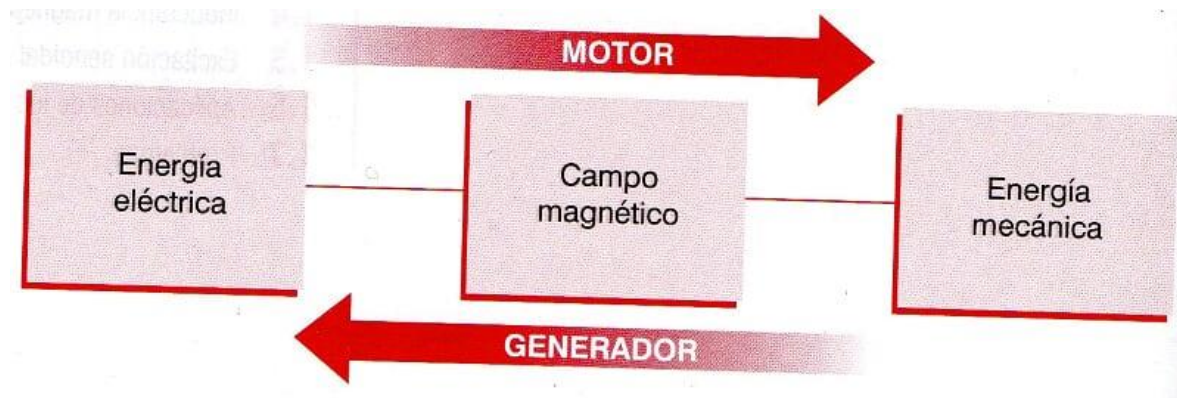 MOTOR
Energía
eléctrica
Campo
magnético
Energía
mecánica
GENERADOR